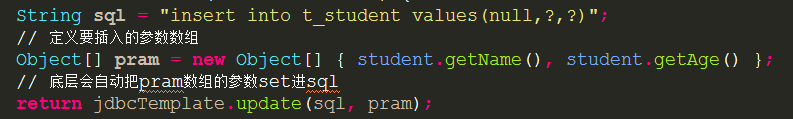 String sql = "insert into t_student values(null,?,?)";
// 定义要插入的参数数组
Object[] pram = new Object[] { student.getName(), student.getAge() };
// 底层会自动把pram数组的参数set进sql
return jdbcTemplate.update(sql, pram);